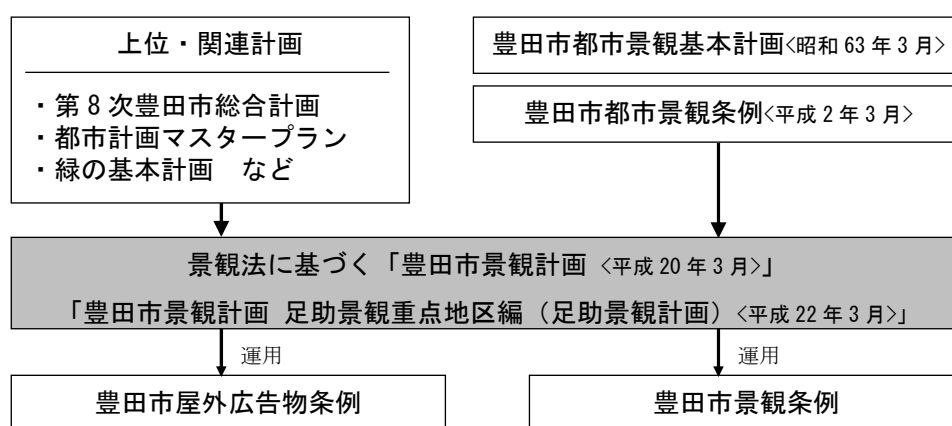 上位・関連計画
・第8次豊田市総合計画
・都市計画マスタープラン
・緑の基本計画　など
豊田市都市景観基本計画<昭和63年3月>
豊田市都市景観条例<平成2年3月>
景観法に基づく「豊田市景観計画 <平成20年3月>」
「豊田市景観計画 足助景観重点地区編（足助景観計画）<平成22年3月>」
運用
運用
豊田市屋外広告物条例
豊田市景観条例